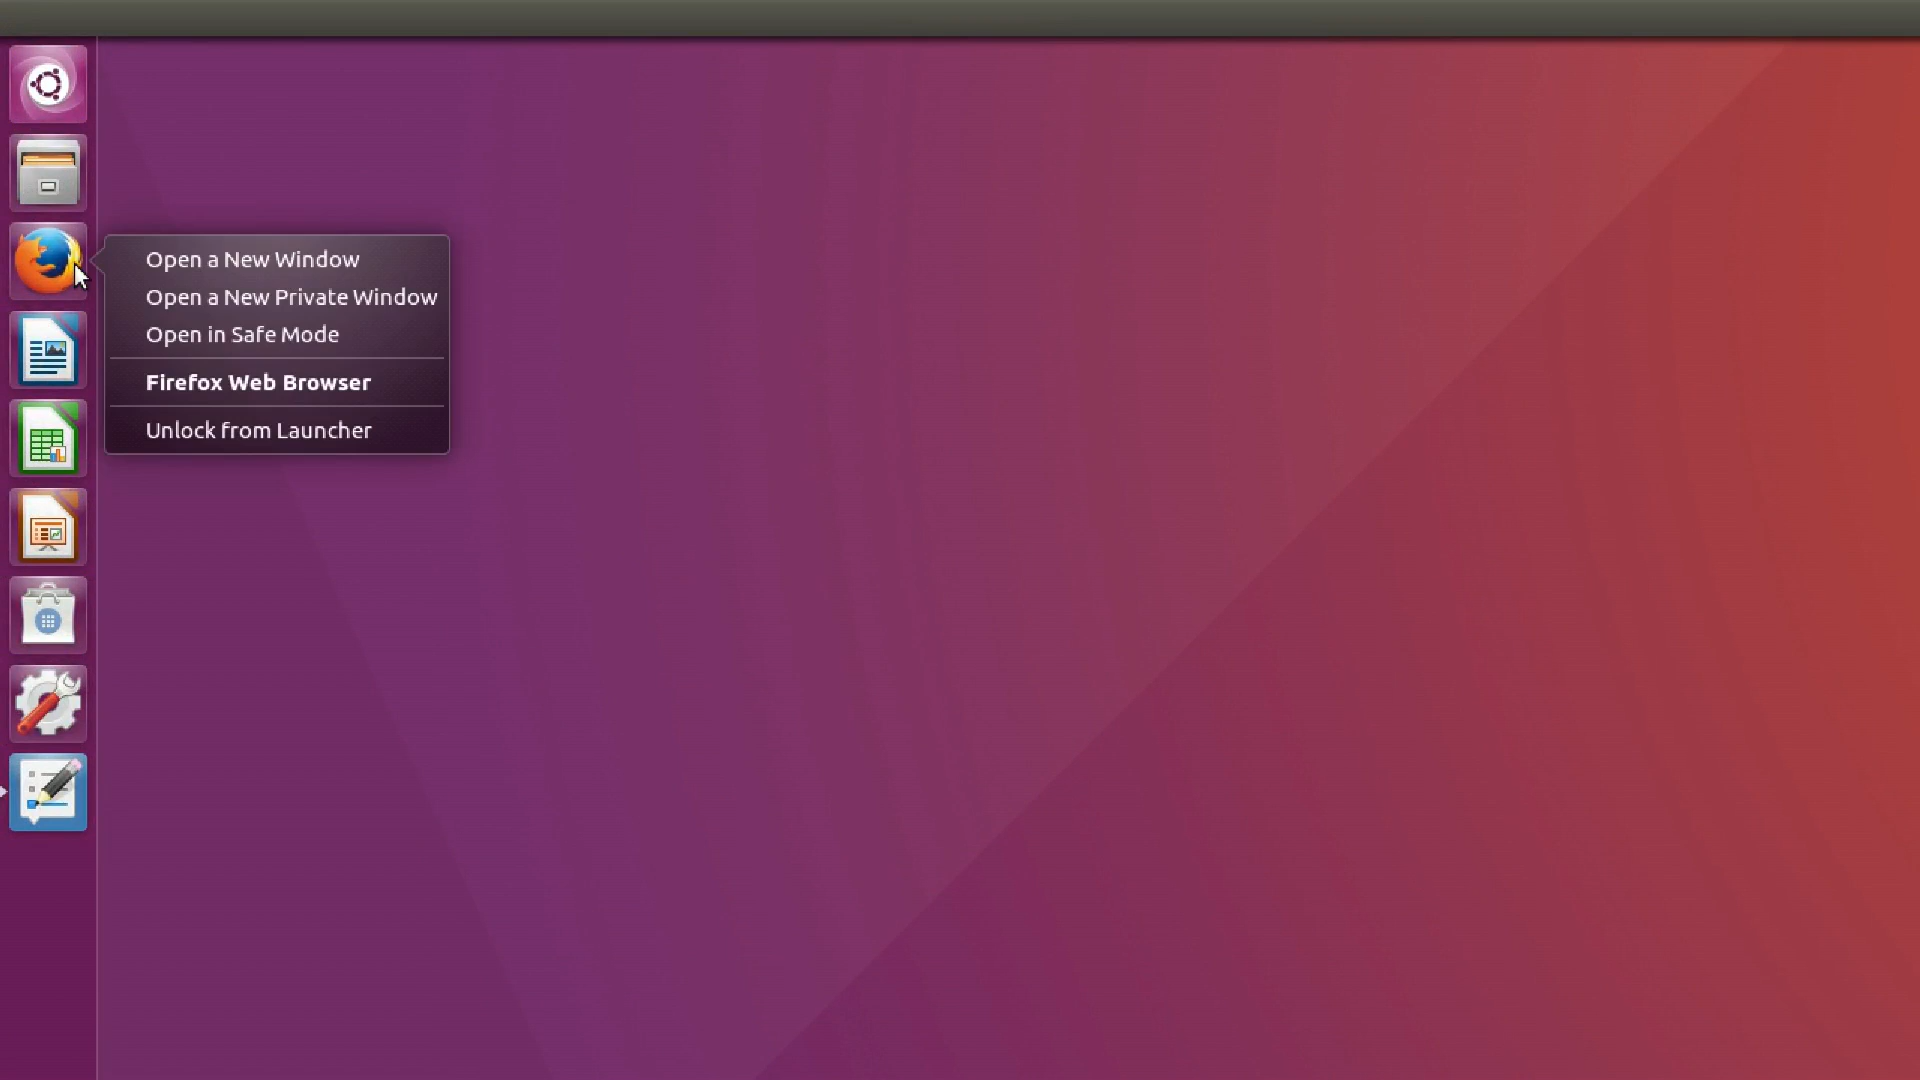 Open a New Window
Open a New Private Window
Open in Safe Mode
Firefox Web Browser
Unlock from Launcher